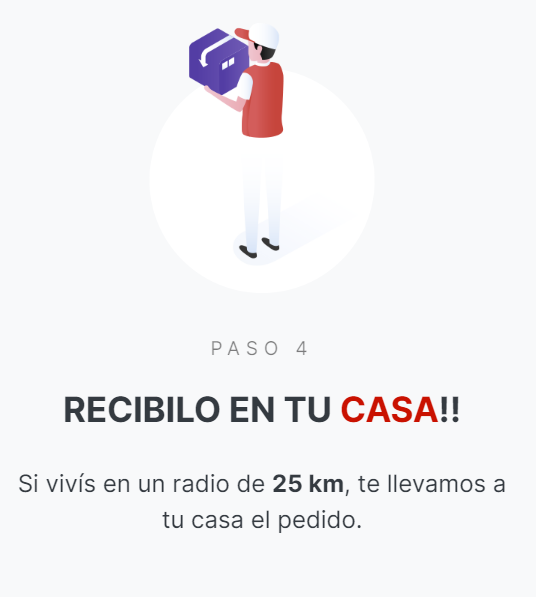 PASO 4
RECIBILO EN TU CASA!!
Si vivís en un radio de 25 km, te llevamos a
tu casa el pedido.